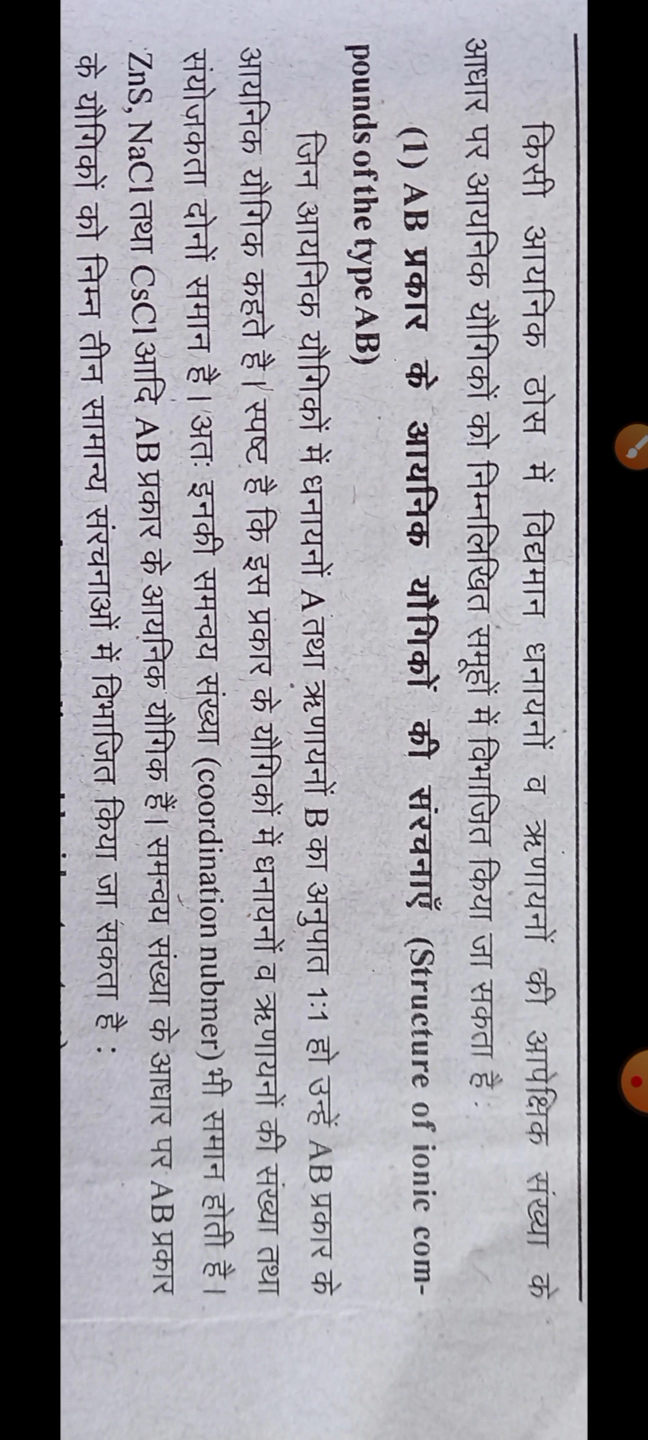 किसी आयनिक ठोस में विद्यमान धनायनों व ऋणायनों की आपेक्षिक संख्या के
आधार पर आयनिक यौगिकों को निम्नलिखित समूहों में विभाजित किया जा सकता है :
(1) AB प्रकार के आयनिक यौगिकों की संरचनाएँ (Structure of ionic com-
pounds of the type AB)
जिन आयनिक यौगिकों में धनायनों A तथा ऋणायनों B का अनुपात 1:1 हो उन्हें AB प्रकार के
आयनिक यौगिक कहते है। स्पष्ट है कि इस प्रकार के यौगिकों में धनायनों व ऋणायनों की संख्या तथा
संयोजकता दोनों समान है। अतः इनकी समन्वय संख्या (coordination nubmer) भी समान होती है।
ZnS, NaCl तथा CsCl आदि AB प्रकार के आयनिक यौगिक हैं। समन्वय संख्या के आधार पर AB प्रकार
के यौगिकों को निम्न तीन सामान्य संरचनाओं में विभाजित किया जा सकता है :